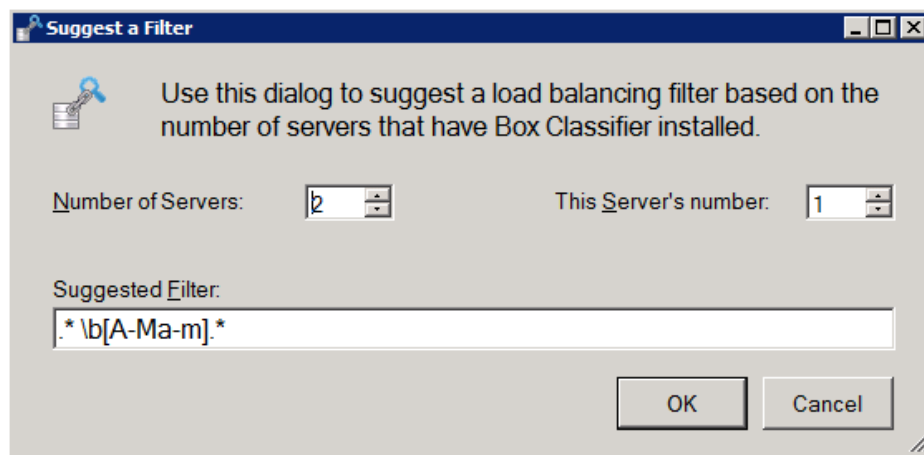 Suggest a Filter
Use this dialog to suggest a load balancing filter based on the
number of servers that have Box Classifier installed.
Number of Servers: 2 This Server's number: 1
Suggested Filter:
.* \b[A-Ma-m].*
OK Cancel